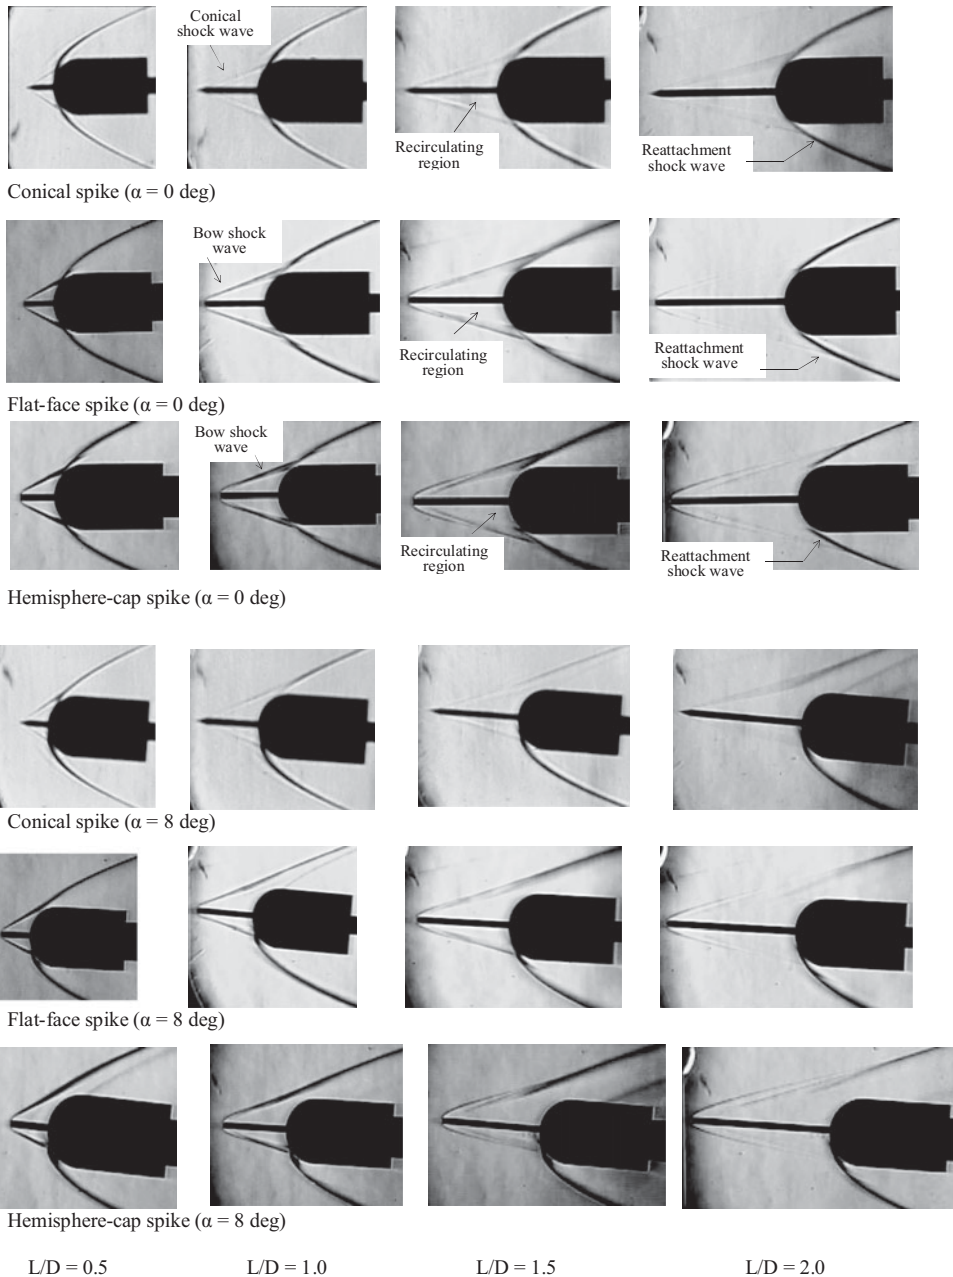 Conical
shock wave
Recirculating
region
Reattachment
shock wave
Conical spike (α = 0 deg)
Bow shock
wave
Recirculating
region
Reattachment
shock wave
Flat-face spike (α = 0 deg)
Bow shock
wave
Recirculating
region
Reattachment
shock wave
Hemisphere-cap spike (α = 0 deg)
Conical spike (α = 8 deg)
Flat-face spike (α = 8 deg)
Hemisphere-cap spike (α = 8 deg)
L/D = 0.5 L/D = 1.0 L/D = 1.5 L/D = 2.0